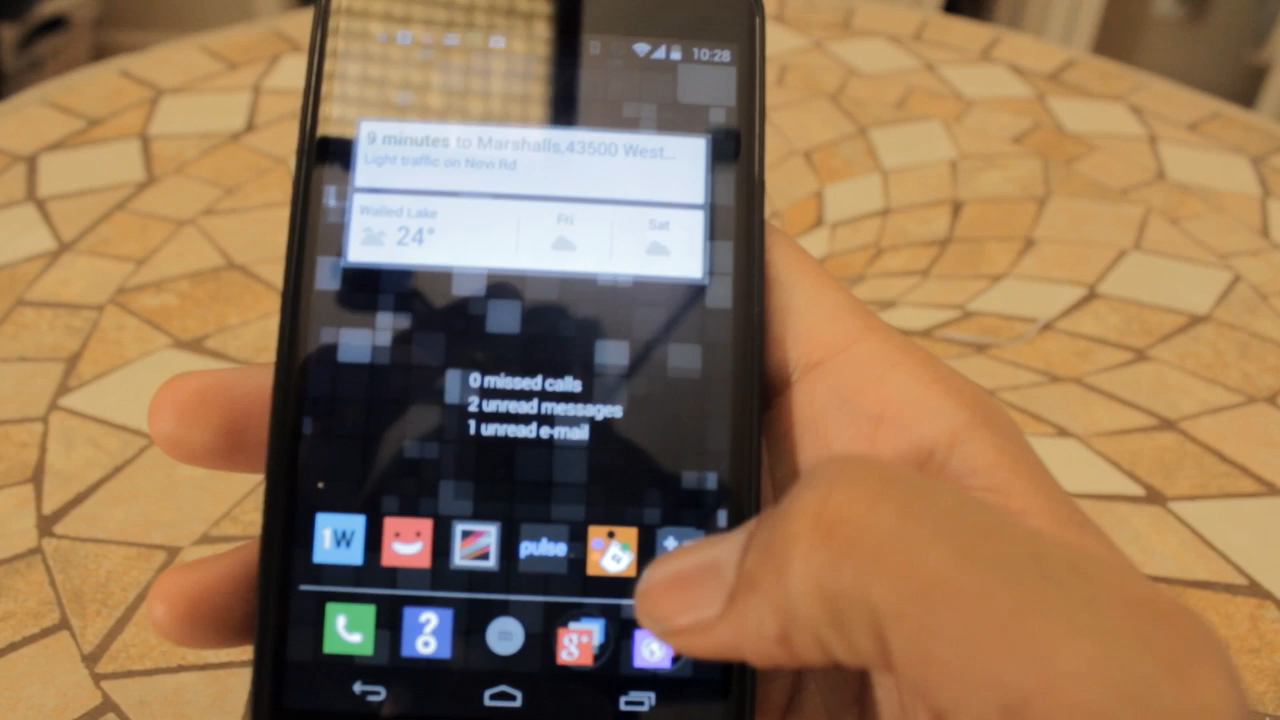 10:28
9 minutes to Marshalls,43500 West...
Light traffic on Novi Rd
Walled Lake
Fri
Sat
24°
0 missed calls
2 unread messages
1 unread e-mail
1W
pulse
g+